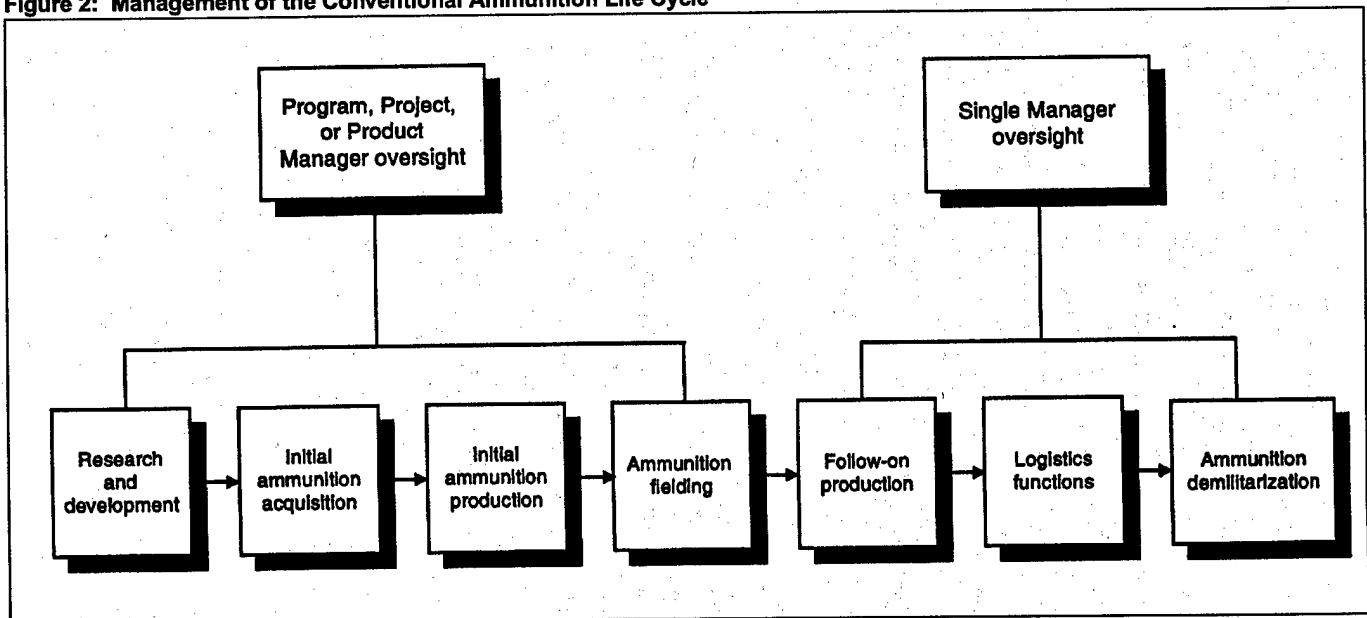 Figure 2: Management of the Conventional Ammunition Life Cycle
Program, Project,
or Product
Manager oversight
Single Manager
oversight
Research
and
development
Initial
ammunition
acquisition
Initial
ammunition
production
Ammunition
fielding
Follow-on
production
Logistics
functions
Ammunition
demilitarization